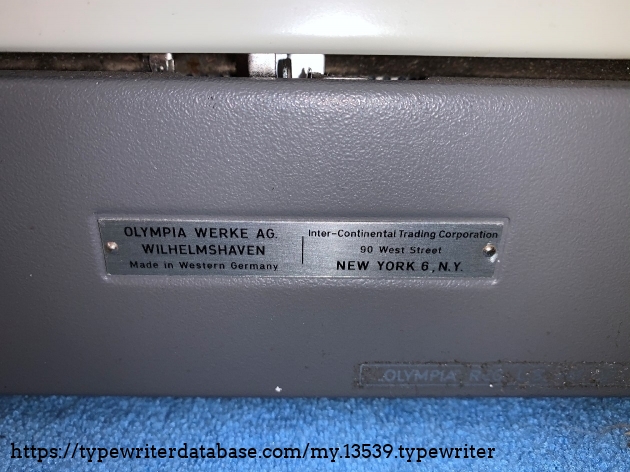 OLYMPIA WERKE AG.
WILHELMSHAVEN
Made in Western Germany
Inter-Continental Trading Corporation
90 West Street
NEW YORK 6, N.Y.
OLYMPIA
https://typewriterdatabase.com/my.13539.typewriter